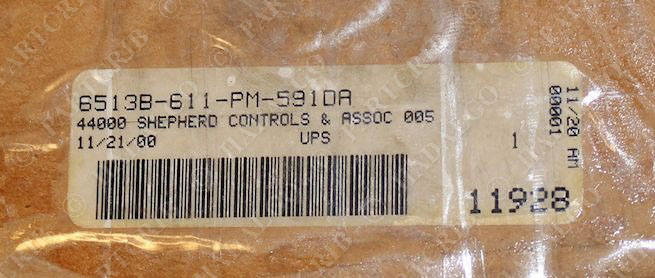 6513B-611-PM-591DA
44000 SHEPHERD CONTROLS & ASSOC 005
11/21/00 UPS 1
11928
11/20 AM
00001